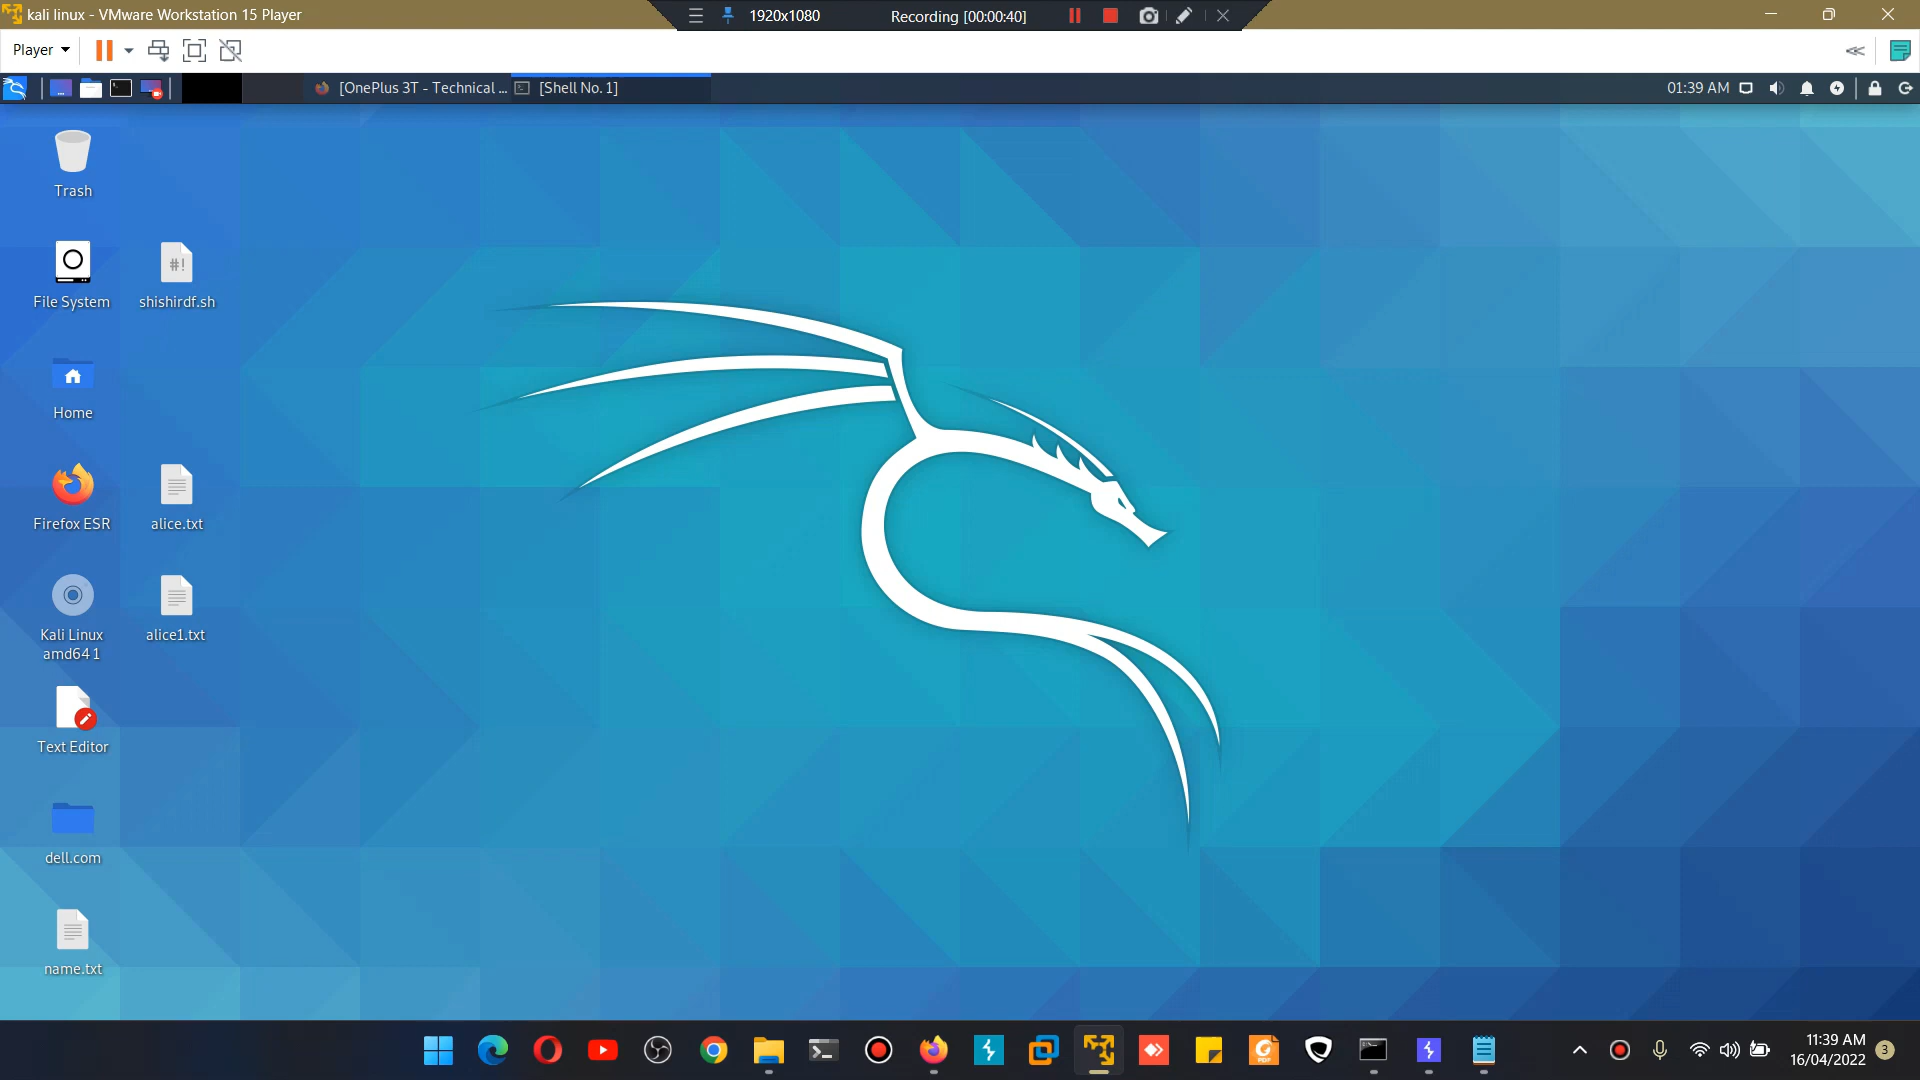 kali linux - VMware Workstation 15 Player
1920x1080
Recording [00:00:40]
Player
[OnePlus 3T - Technical ...
[Shell No. 1]
01:39 AM
Trash
File System
#!
shishirdf.sh
Home
Firefox ESR
alice.txt
Kali Linux
amd64 1
alice1.txt
Text Editor
dell.com
name.txt
PDF
11:39 AM
16/04/2022
3